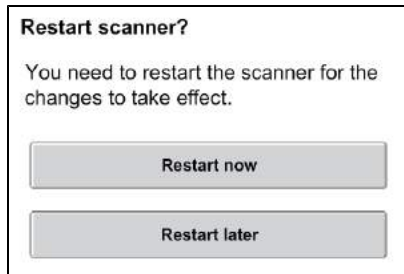 Restart scanner?
You need to restart the scanner for the
changes to take effect.
Restart now
Restart later